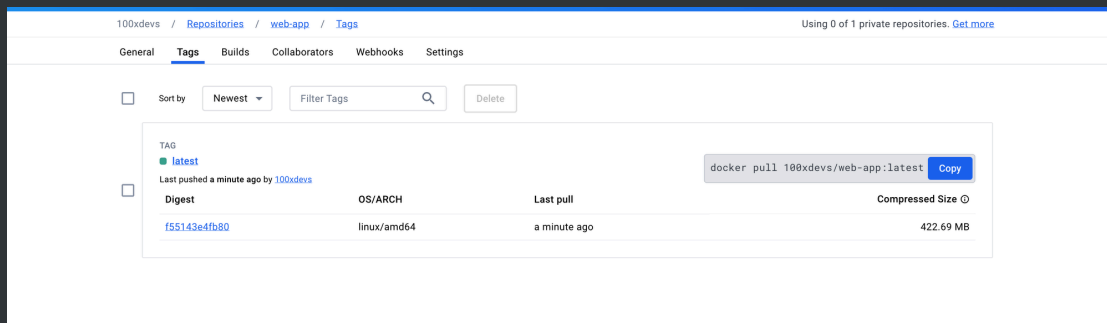 100xdevs / Repositories / web-app / Tags Using 0 of 1 private repositories. Get more
General Tags Builds Collaborators Webhooks Settings
Sort by Newest Filter Tags Delete
TAG
latest
Last pushed a minute ago by 100xdevs
docker pull 100xdevs/web-app:latest Copy
Digest OS/ARCH Last pull Compressed Size
f55143e4fb80 linux/amd64 a minute ago 422.69 MB